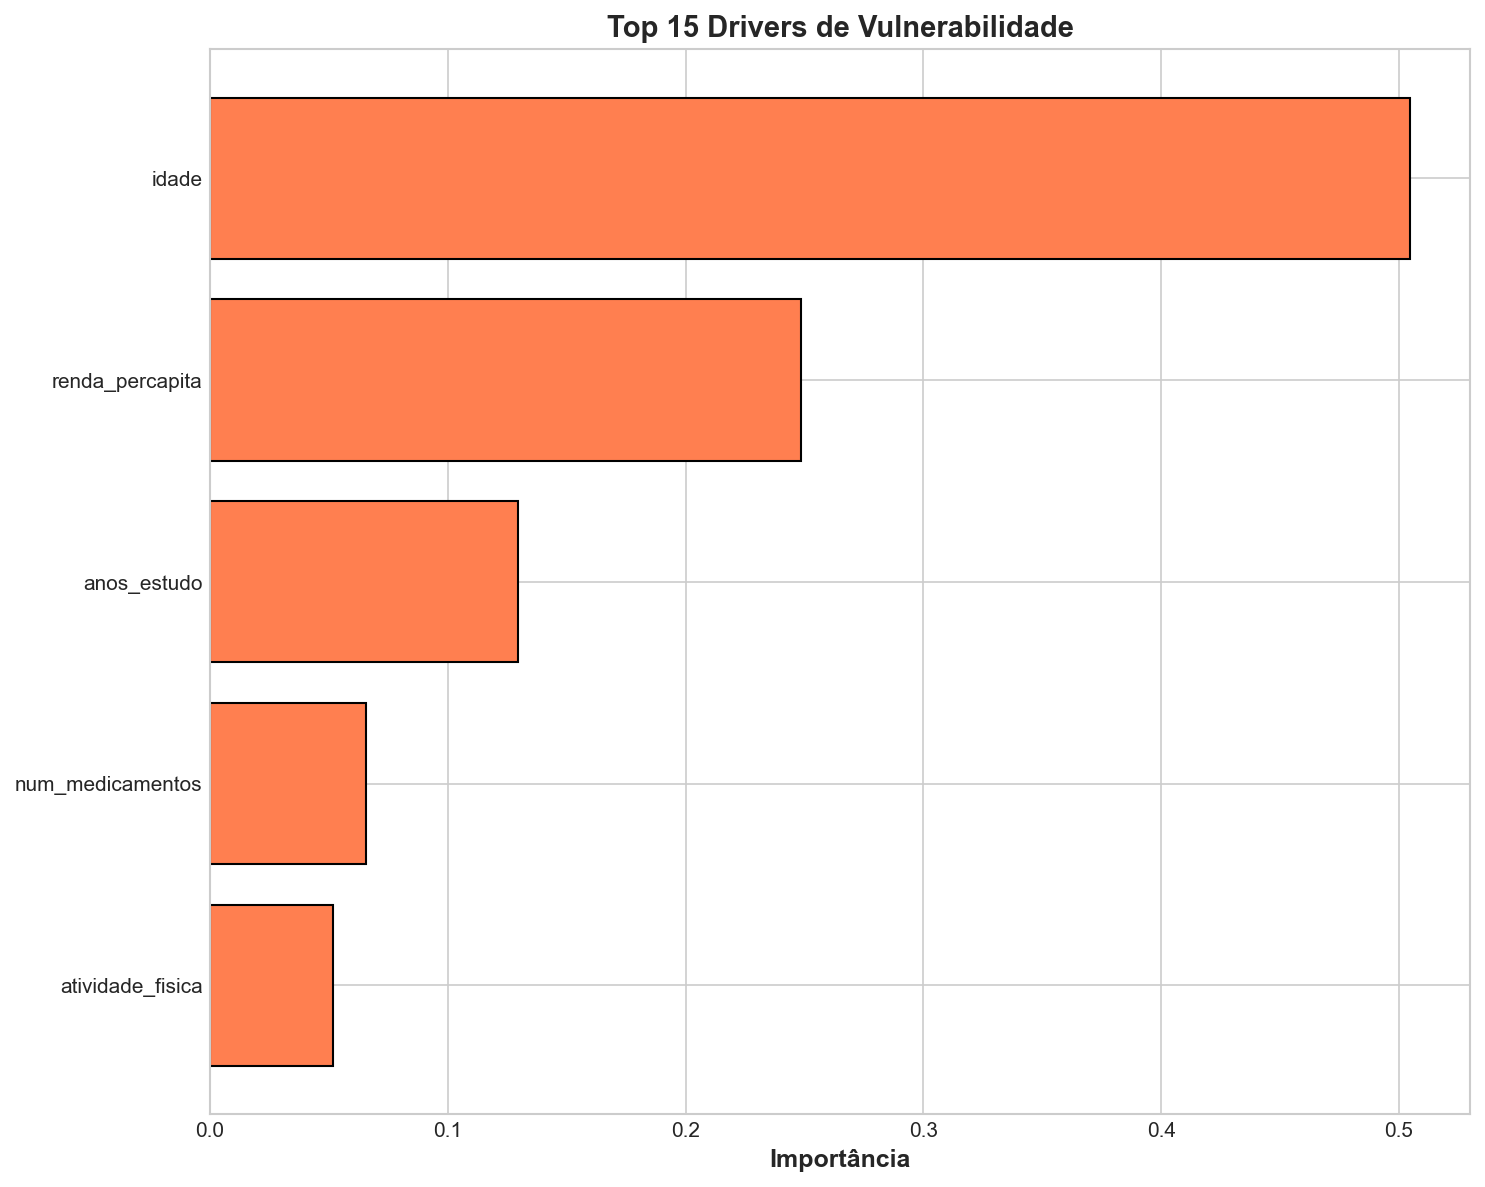 Top 15 Drivers de Vulnerabilidade
idade
renda_percapita
anos_estudo
num_medicamentos
atividade_fisica
0.0 0.1 0.2 0.3 0.4 0.5
Importância